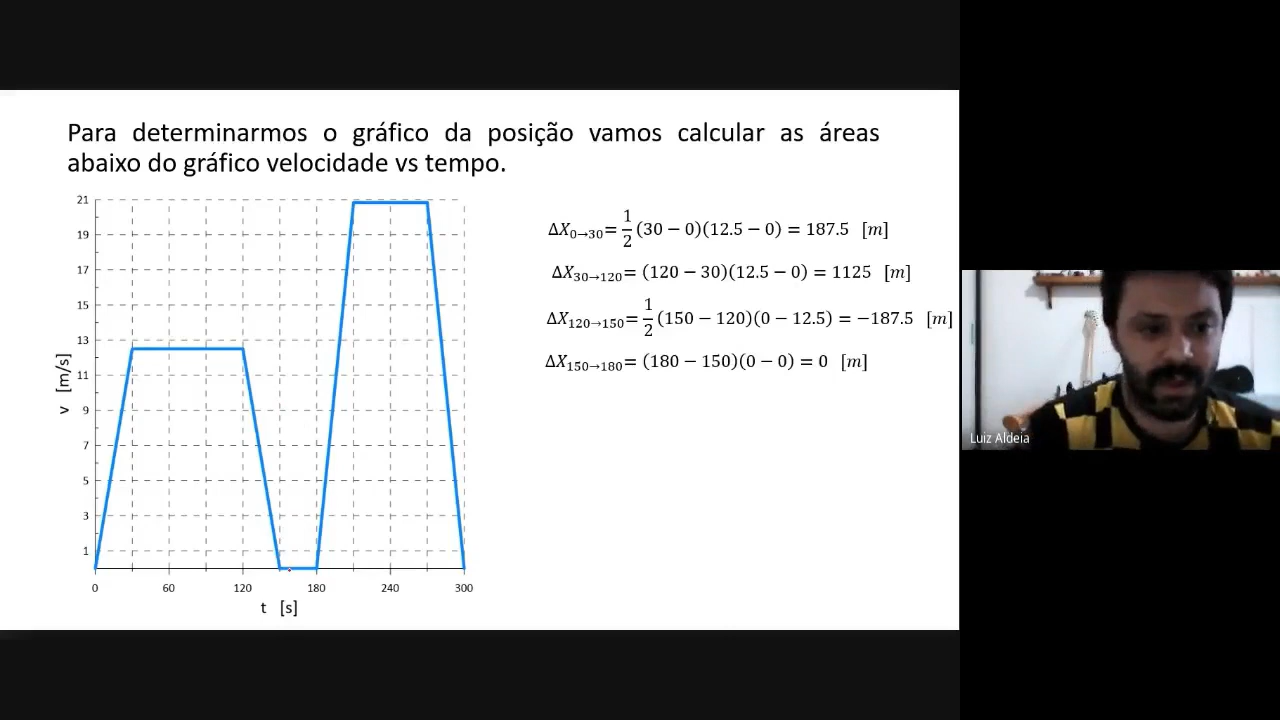 Para determinarmos o gráfico da posição vamos calcular as áreas
abaixo do gráfico velocidade vs tempo.
21
19
17
15
13
11
9
7
5
3
1
v [m/s]
0 60 120 180 240 300
t [s]
ΔX₀→₃₀= 1/2 (30 − 0)(12.5 − 0) = 187.5 [m]
ΔX₃₀→₁₂₀= (120 − 30)(12.5 − 0) = 1125 [m]
ΔX₁₂₀→₁₅₀= 1/2 (150 − 120)(0 − 12.5) = −187.5 [m]
ΔX₁₅₀→₁₈₀= (180 − 150)(0 − 0) = 0 [m]
Luiz Aldeia